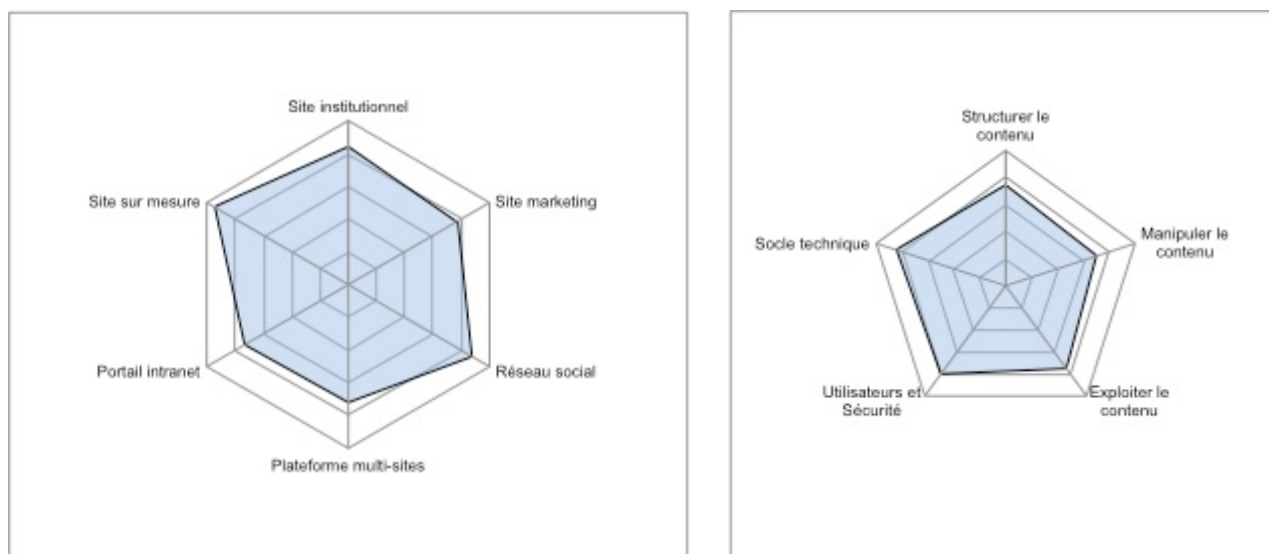 Site institutionnel
Site sur mesure
Site marketing
Portail intranet
Réseau social
Plateforme multi-sites
Structurer le
contenu
Socle technique
Manipuler le
contenu
Utilisateurs et
Sécurité
Exploiter le
contenu